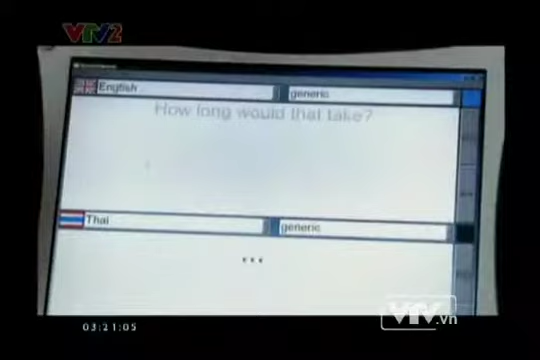 VTV2
English
generic
How long would that take?
Thai
generic
...
VTV.vn
03:21:05